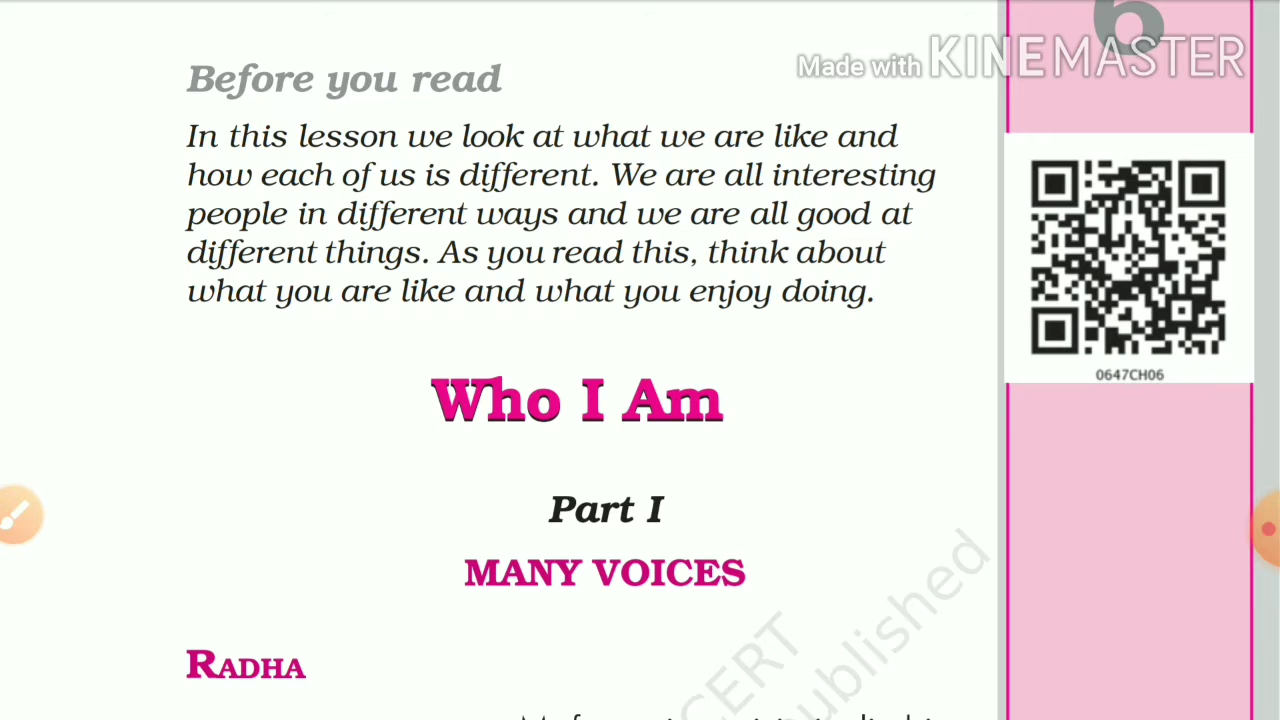 6
Made with KINEMASTER
Before you read
In this lesson we look at what we are like and
how each of us is different. We are all interesting
people in different ways and we are all good at
different things. As you read this, think about
what you are like and what you enjoy doing.
0647CH06
Who I Am
Part I
MANY VOICES
RADHA